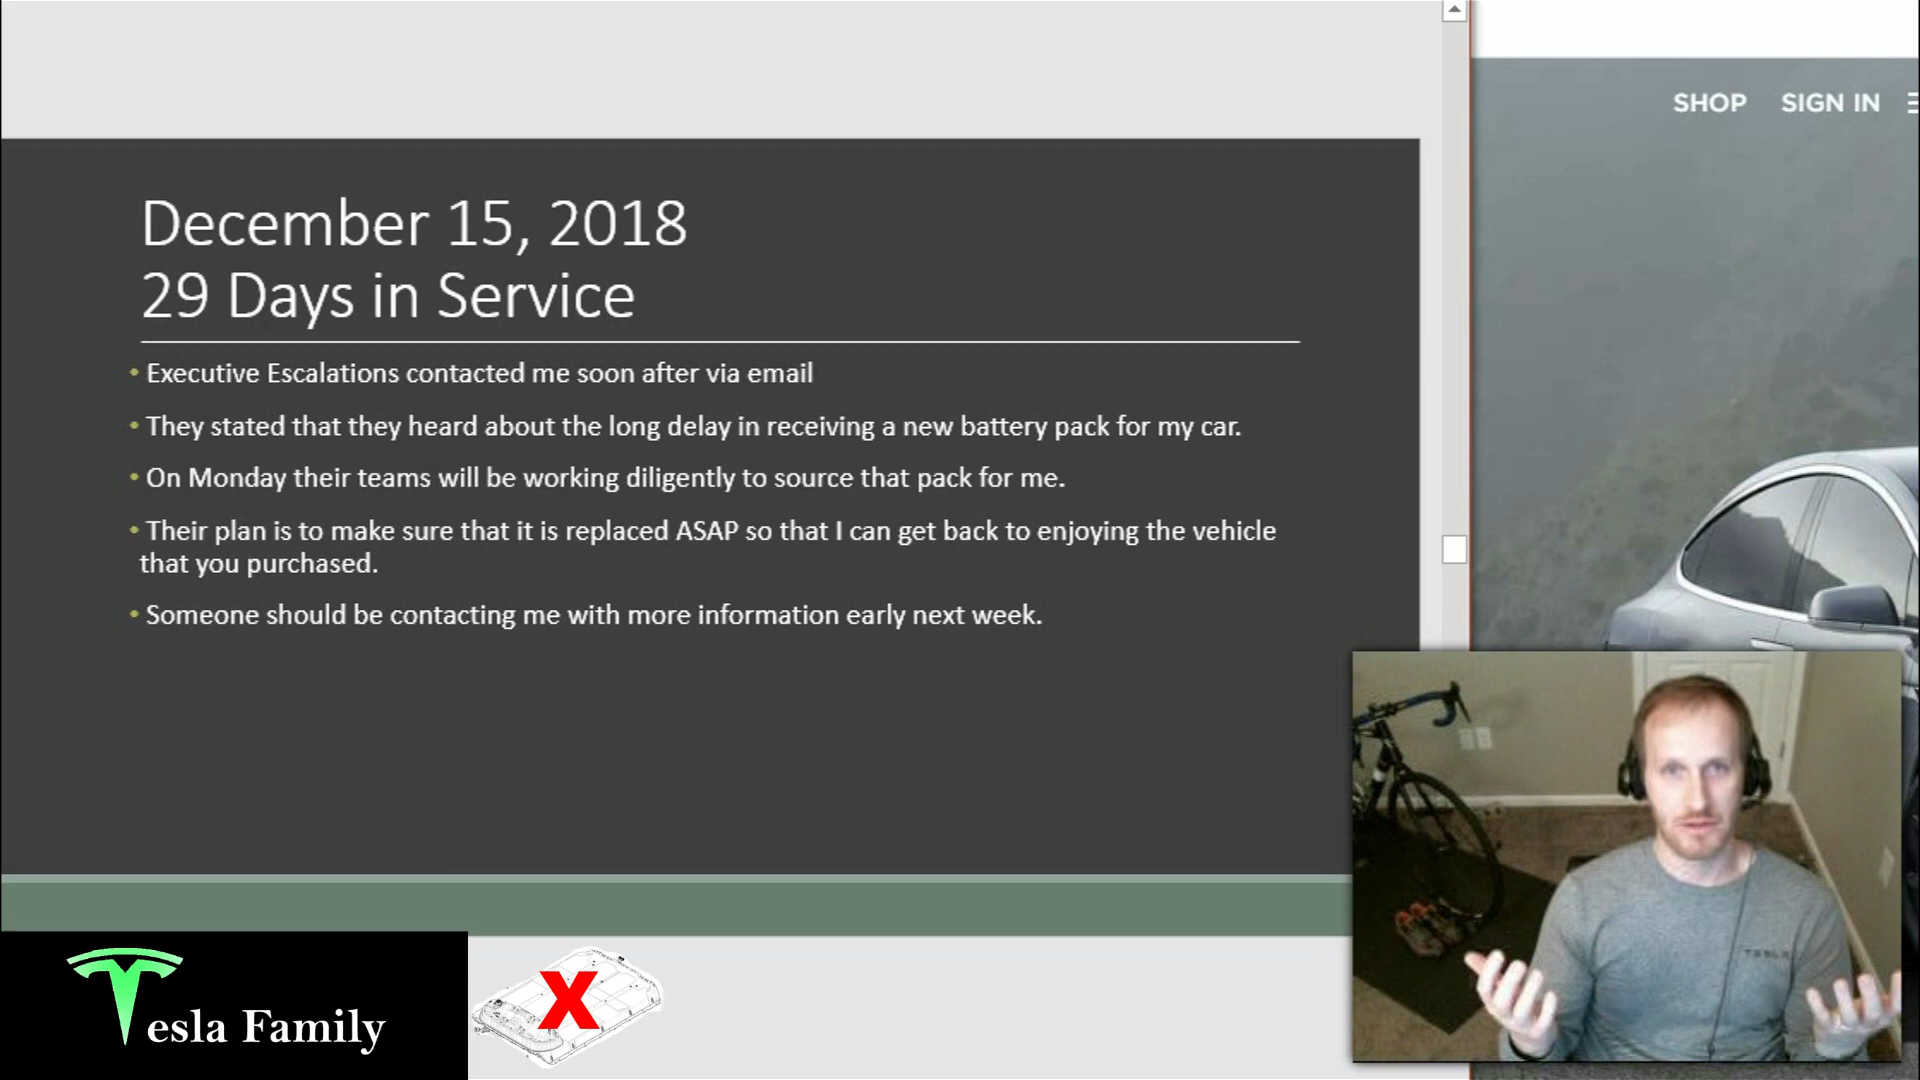 SHOP SIGN IN
December 15, 2018
29 Days in Service
• Executive Escalations contacted me soon after via email
• They stated that they heard about the long delay in receiving a new battery pack for my car.
• On Monday their teams will be working diligently to source that pack for me.
• Their plan is to make sure that it is replaced ASAP so that I can get back to enjoying the vehicle
that you purchased.
• Someone should be contacting me with more information early next week.
TESLA
Tesla Family
X